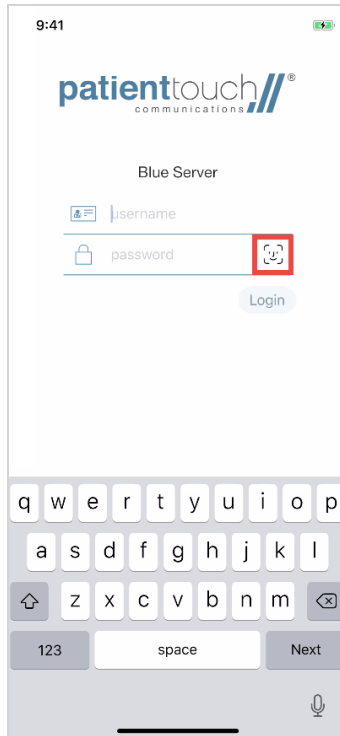 9:41
patienttouch®
communications
Blue Server
username
password
Login
q w e r t y u i o p
a s d f g h j k l
z x c v b n m
123 space Next